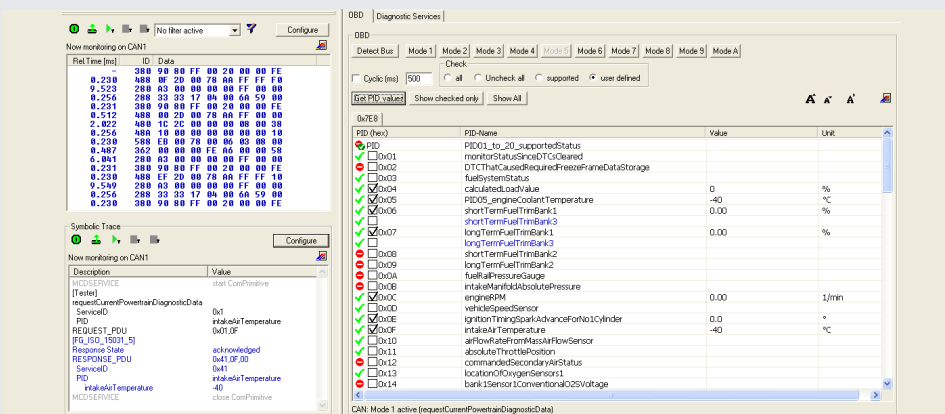 No filter active
Configure
Now monitoring on CAN1
Rel.Time [ms] ID Data
- 380 90 80 FF 00 20 00 00 FE
0.230 488 0F 2D 00 78 AA FF FF F0
9.523 280 A3 00 00 00 00 FF 00 00
0.256 288 33 33 17 04 00 6A 59 00
0.231 380 90 80 FF 00 20 00 00 FE
0.512 488 00 2D 00 78 AA FF 00 00
2.022 480 1C 2C 00 00 00 08 00 38
0.256 48A 10 00 00 00 00 00 00 10
0.230 588 EB 00 78 00 06 03 08 00
0.487 362 00 00 00 FE A6 00 00 58
6.041 280 A3 00 00 00 00 FF 00 00
0.231 380 90 80 FF 00 20 00 00 FE
0.230 488 EF 2D 00 78 AA FF FF 10
9.549 280 A3 00 00 00 00 FF 00 00
0.256 288 33 33 17 04 00 6A 59 00
0.230 380 90 80 FF 00 20 00 00 FE
Symbolic Trace
Configure
Now monitoring on CAN1
Description Value
MCDSERVICE start ComPrimitive
[Tester]
requestCurrentPowertrainDiagnosticData
ServiceID 0x1
PID intakeAirTemperature
REQUEST_PDU 0x01,0F
[FG_ISO_15031_5]
Response State acknowledged
RESPONSE_PDU 0x41,0F,00
ServiceID 0x41
PID intakeAirTemperature
intakeAirTemperature -40
MCDSERVICE close ComPrimitive
OBD Diagnostic Services
OBD
Detect Bus Mode 1 Mode 2 Mode 3 Mode 4 Mode 5 Mode 6 Mode 7 Mode 8 Mode 9 Mode A
Check
Cyclic (ms) 500 all Uncheck all supported user defined
Get PID values Show checked only Show All
A A A
0x7E8
PID (hex) PID-Name Value Unit
PID PID01_to_20_supportedStatus
0x01 monitorStatusSinceDTCsCleared
0x02 DTCThatCausedRequiredFreezeFrameDataStorage
0x03 fuelSystemStatus
0x04 calculatedLoadValue 0 %
0x05 PID05_engineCoolantTemperature -40 °C
0x06 shortTermFuelTrimBank1 0.00 %
shortTermFuelTrimBank3
0x07 longTermFuelTrimBank1 0.00 %
longTermFuelTrimBank3
0x08 shortTermFuelTrimBank2
0x09 longTermFuelTrimBank2
0x0A fuelRailPressureGauge
0x0B intakeManifoldAbsolutePressure
0x0C engineRPM 0.00 1/min
0x0D vehicleSpeedSensor
0x0E ignitionTimingSparkAdvanceForNo1Cylinder 0.0 °
0x0F intakeAirTemperature -40 °C
0x10 airFlowRateFromMassAirFlowSensor
0x11 absoluteThrottlePosition
0x12 commandedSecondaryAirStatus
0x13 locationOfOxygenSensors1
0x14 bank1Sensor1ConventionalO2SVoltage
CAN: Mode 1 active (requestCurrentPowertrainDiagnosticData)